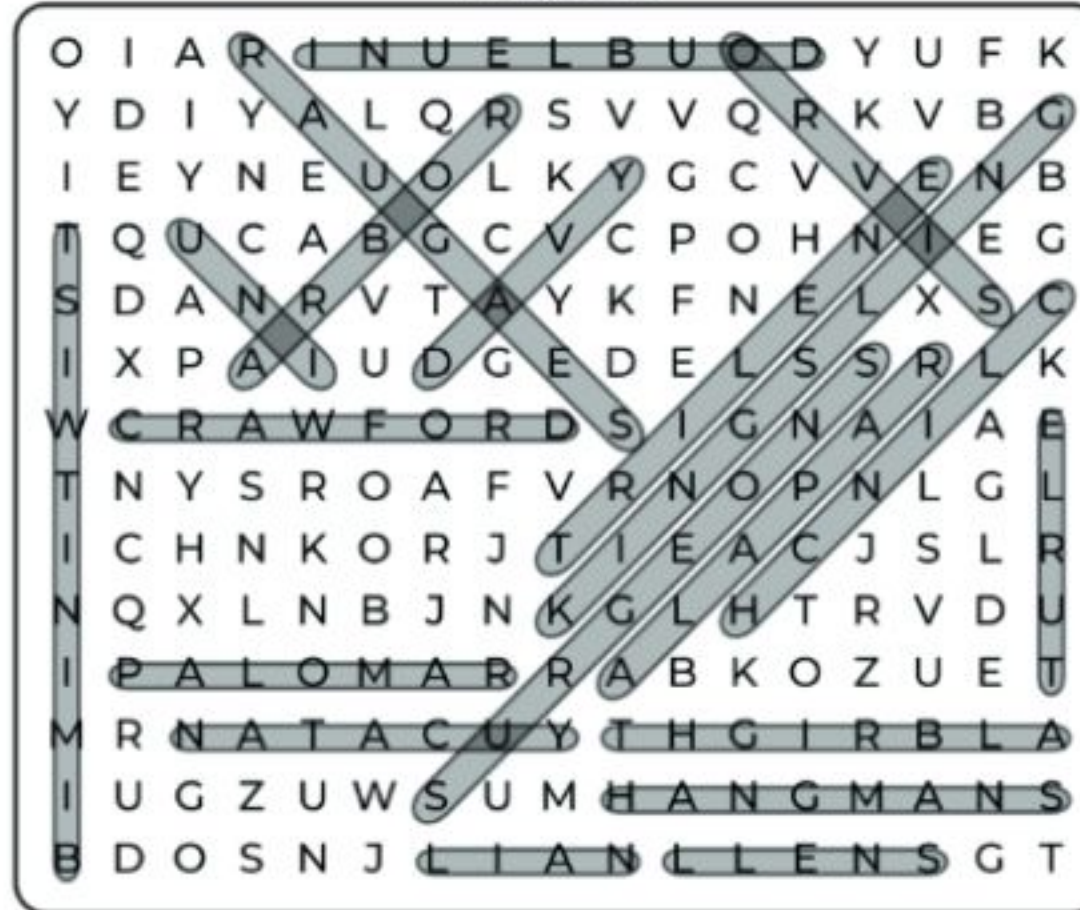 O I A R I N U E L B U O D Y U F K
Y D I Y A L Q R S V V Q R K V B G
I E Y N E U O L K Y G C V V E N B
T Q U C A B G C V C P O H N I E G
S D A N R V T A Y K F N E L X S C
I X P A I U D G E D E L S S R L K
W C R A W F O R D S I G N A I A E
T N Y S R O A F V R N O P N L G L
I C H N K O R J T I E A C J S L R
N Q X L N B J N K G L H T R V D U
I P A L O M A R R A B K O Z U E T
M R N A T A C U Y T H G I R B L A
I U G Z U W S U M H A N G M A N S
B D O S N J L I A N L L E N S G T